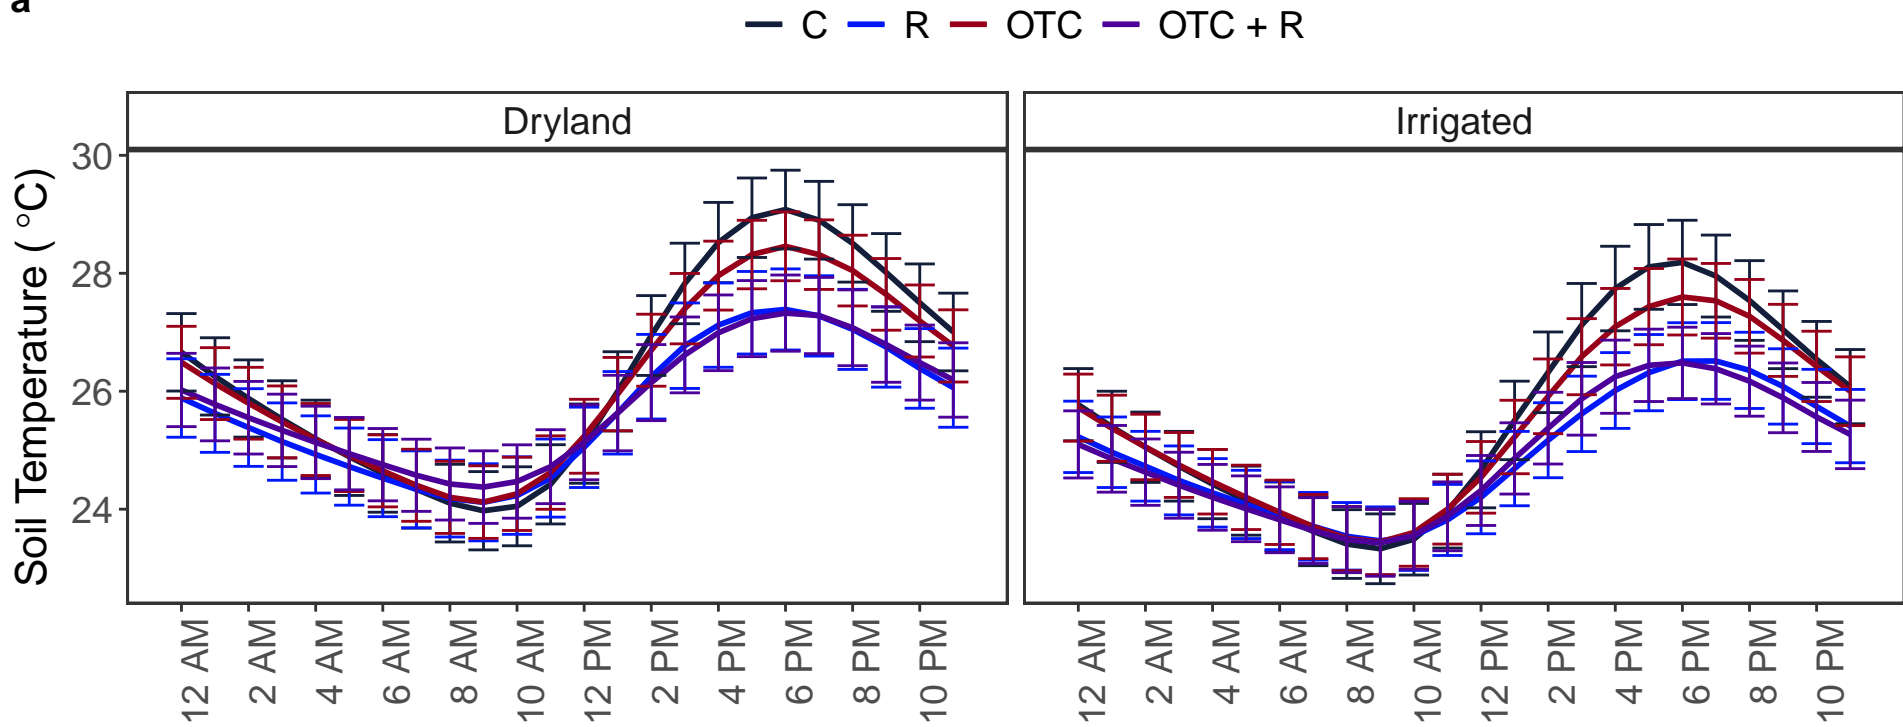 a
C R OTC OTC + R
Dryland Irrigated
Soil Temperature ( °C)
30
28
26
24
12 AM 2 AM 4 AM 6 AM 8 AM 10 AM 12 PM 2 PM 4 PM 6 PM 8 PM 10 PM
12 AM 2 AM 4 AM 6 AM 8 AM 10 AM 12 PM 2 PM 4 PM 6 PM 8 PM 10 PM